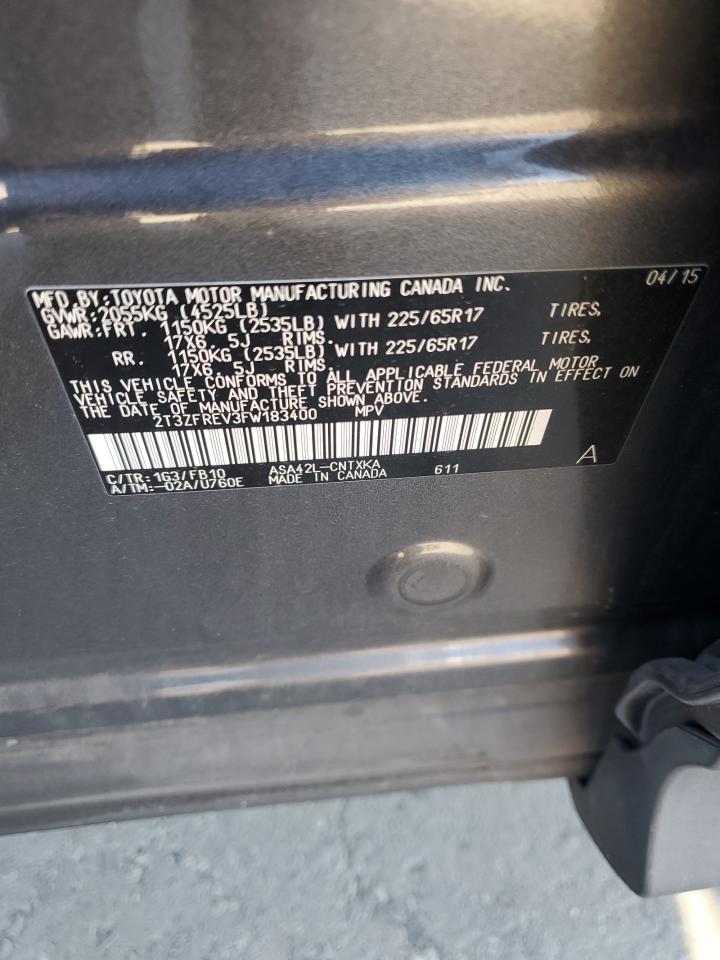 MFD.BY:TOYOTA MOTOR MANUFACTURING CANADA INC. 04/15
GVWR:2055KG (4525LB)
GAWR:FRT. 1150KG (2535LB) WITH 225/65R17 TIRES,
17X6 .5J RIMS.
RR. 1150KG (2535LB) WITH 225/65R17 TIRES,
17X6 .5J RIMS.
THIS VEHICLE CONFORMS TO ALL APPLICABLE FEDERAL MOTOR
VEHICLE SAFETY AND THEFT PREVENTION STANDARDS IN EFFECT ON
THE DATE OF MANUFACTURE SHOWN ABOVE.
2T3ZFREV3FW183400 MPV
C/TR:1G3/FB10 ASA42L-CNTXKA 611 A
A/TM:-02A/U760E MADE IN CANADA